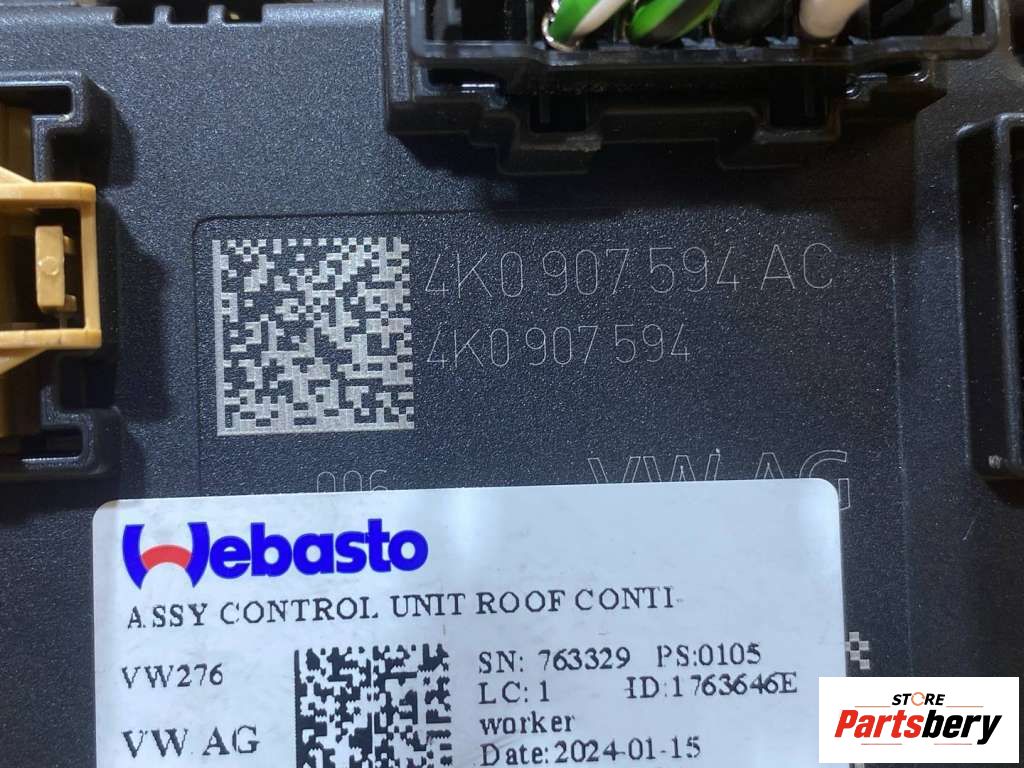 4K0 907 594 AC
4K0 907 594
006
VW AG
Webasto
ASSY CONTROL UNIT ROOF CONTI
VW276
SN: 763329 PS:0105
LC: 1 ID:1763646E
worker
VW AG
Date: 2024-01-15
STORE
Partsbery